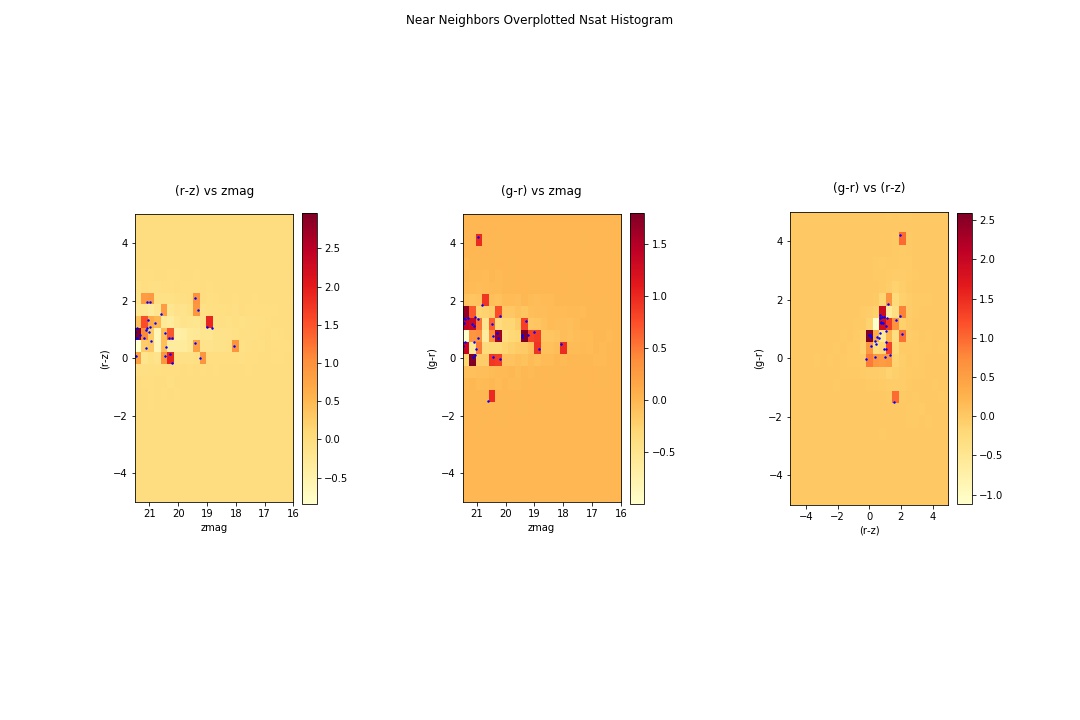 Near Neighbors Overplotted Nsat Histogram
(r-z) vs zmag
(g-r) vs zmag
(g-r) vs (r-z)
4
2
0
−2
−4
(r-z)
21 20 19 18 17 16
zmag
2.5
2.0
1.5
1.0
0.5
0.0
−0.5
4
2
0
−2
−4
(g-r)
21 20 19 18 17 16
zmag
1.5
1.0
0.5
0.0
−0.5
4
2
0
−2
−4
(g-r)
−4 −2 0 2 4
(r-z)
2.5
2.0
1.5
1.0
0.5
0.0
−0.5
−1.0